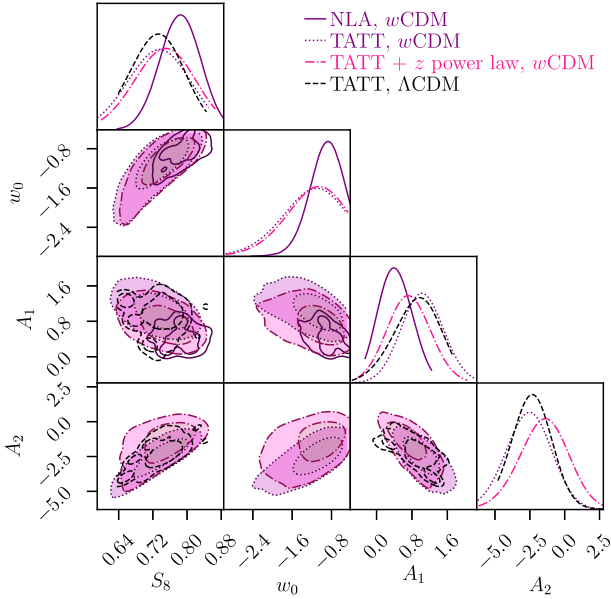 NLA, wCDM
TATT, wCDM
TATT + z power law, wCDM
TATT, ΛCDM
−0.8
−1.6
−2.4
w₀
1.6
0.8
0.0
A₁
2.5
0.0
−2.5
−5.0
A₂
0.64 0.72 0.80 0.88
−2.4 −1.6 −0.8
0.0 0.8 1.6
−5.0 −2.5 0.0 2.5
S₈ w₀ A₁ A₂